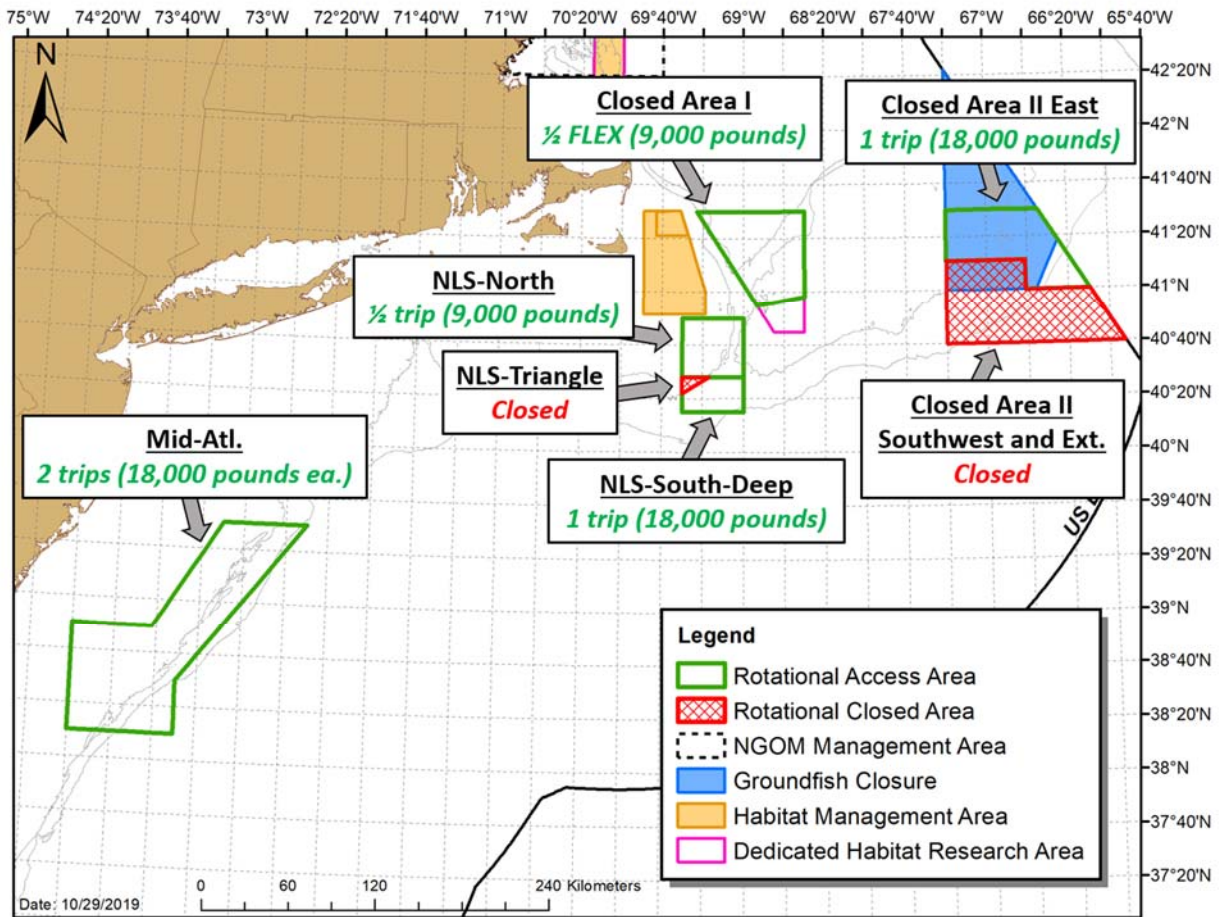 75°W 74°20'W 73°40'W 73°W 72°20'W 71°40'W 71°W 70°20'W 69°40'W 69°W 68°20'W 67°40'W 67°W 66°20'W 65°40'W
N
42°20'N
42°N
41°40'N
41°20'N
41°N
40°40'N
40°20'N
40°N
39°40'N
39°20'N
39°N
38°40'N
38°20'N
38°N
37°40'N
37°20'N
Closed Area I
½ FLEX (9,000 pounds)
Closed Area II East
1 trip (18,000 pounds)
NLS-North
½ trip (9,000 pounds)
NLS-Triangle
Closed
Closed Area II
Southwest and Ext.
Closed
Mid-Atl.
2 trips (18,000 pounds ea.)
NLS-South-Deep
1 trip (18,000 pounds)
US
Legend
Rotational Access Area
Rotational Closed Area
NGOM Management Area
Groundfish Closure
Habitat Management Area
Dedicated Habitat Research Area
0 60 120 240 Kilometers
Date: 10/29/2019